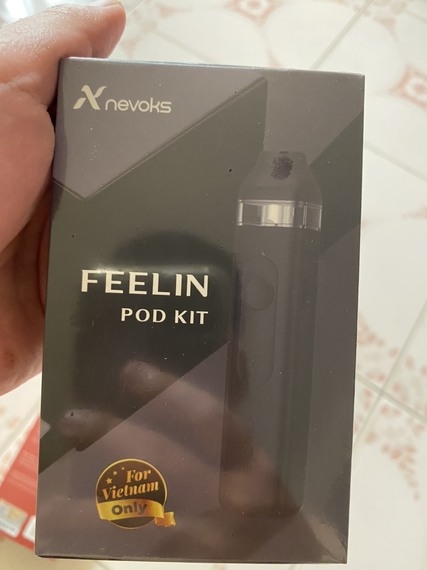 nevoks
FEELIN
POD KIT
For
Vietnam
Only